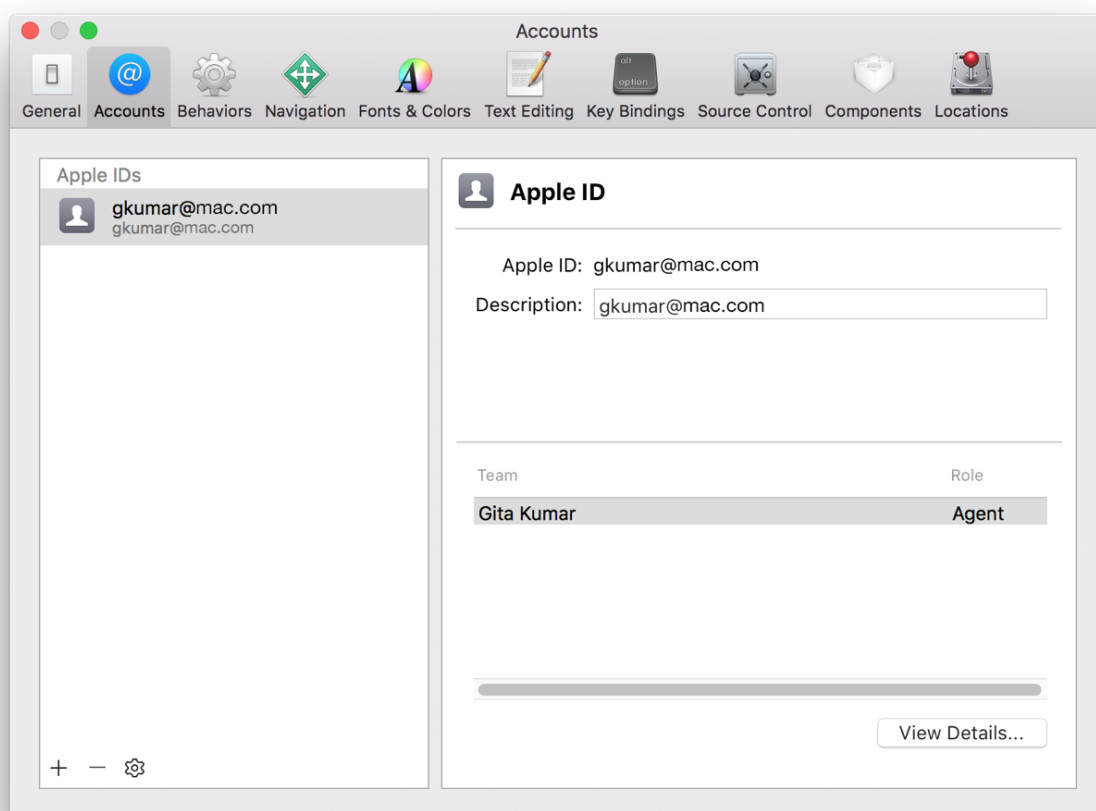 Accounts
General Accounts Behaviors Navigation Fonts & Colors Text Editing Key Bindings Source Control Components Locations
alt
option
Apple IDs
gkumar@mac.com
gkumar@mac.com
Apple ID
Apple ID: gkumar@mac.com
Description: gkumar@mac.com
Team Role
Gita Kumar Agent
View Details...